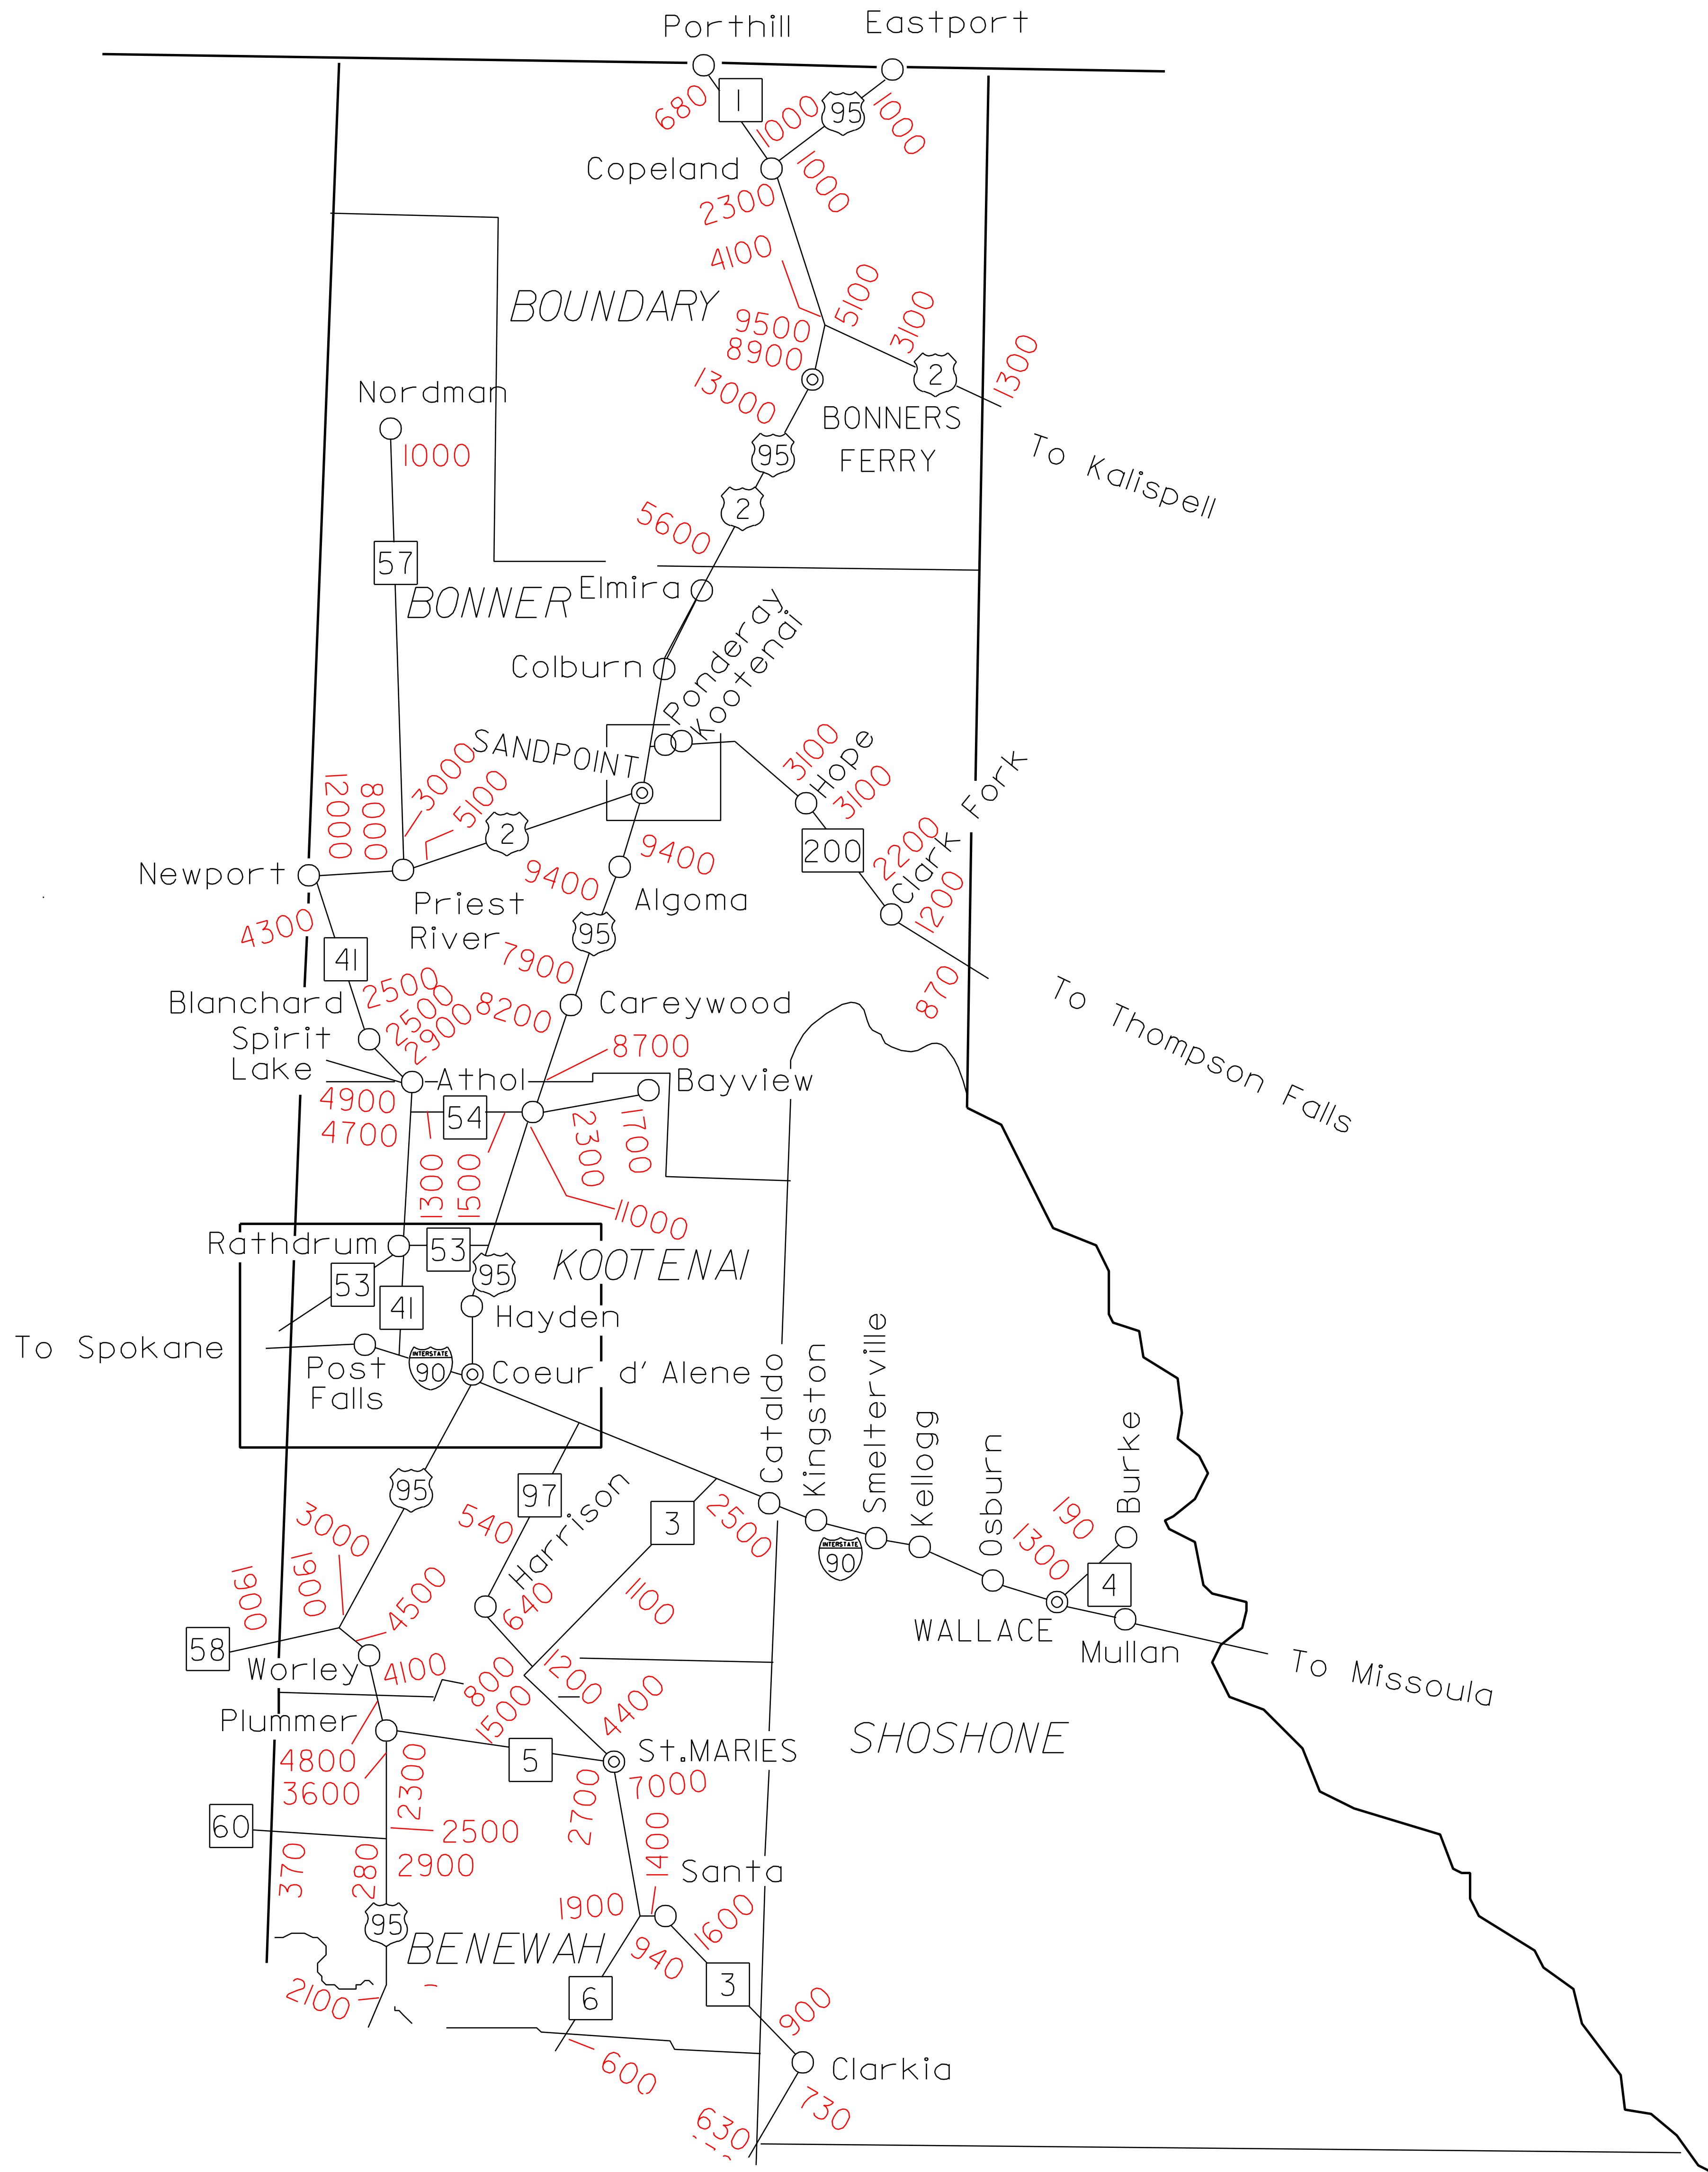 Porthill
Eastport
680
1
1000
95
1000
Copeland
1000
2300
4100
BOUNDARY
5100
9500
3100
8900
2
1300
13000
Nordman
BONNERS
FERRY
1000
95
To Kalispell
2
5600
57
BONNER
Elmira
Ponderay
Kootenai
Colburn
SANDPOINT
3100
Hope
3100
12000
8000
3000
5100
2
200
Clark Fork
9400
2200
Newport
9400
1200
Priest
River
Algoma
4300
95
41
7900
870
To Thompson Falls
2500
Blanchard
2500
8200
Careywood
Spirit
Lake
2900
8700
Athol
Bayview
4900
54
4700
2300
1700
1300
1500
11000
Rathdrum
53
KOOTENAI
53
95
41
Hayden
To Spokane
Post
Falls
INTERSTATE
90
Coeur d' Alene
Cataldo
Kingston
Smelterville
Kellogg
Osburn
Burke
95
97
Harrison
3
2500
190
3000
540
1300
INTERSTATE
90
1900
1900
4500
640
1100
4
58
WALLACE
Mullan
Worley
4100
800
1200
To Missoula
1500
4400
Plummer
SHOSHONE
4800
5
St.MARIES
3600
2300
2700
7000
60
2500
1400
370
280
2900
Santa
1900
1600
95
BENEWAH
940
2100
6
3
900
600
Clarkia
730
630